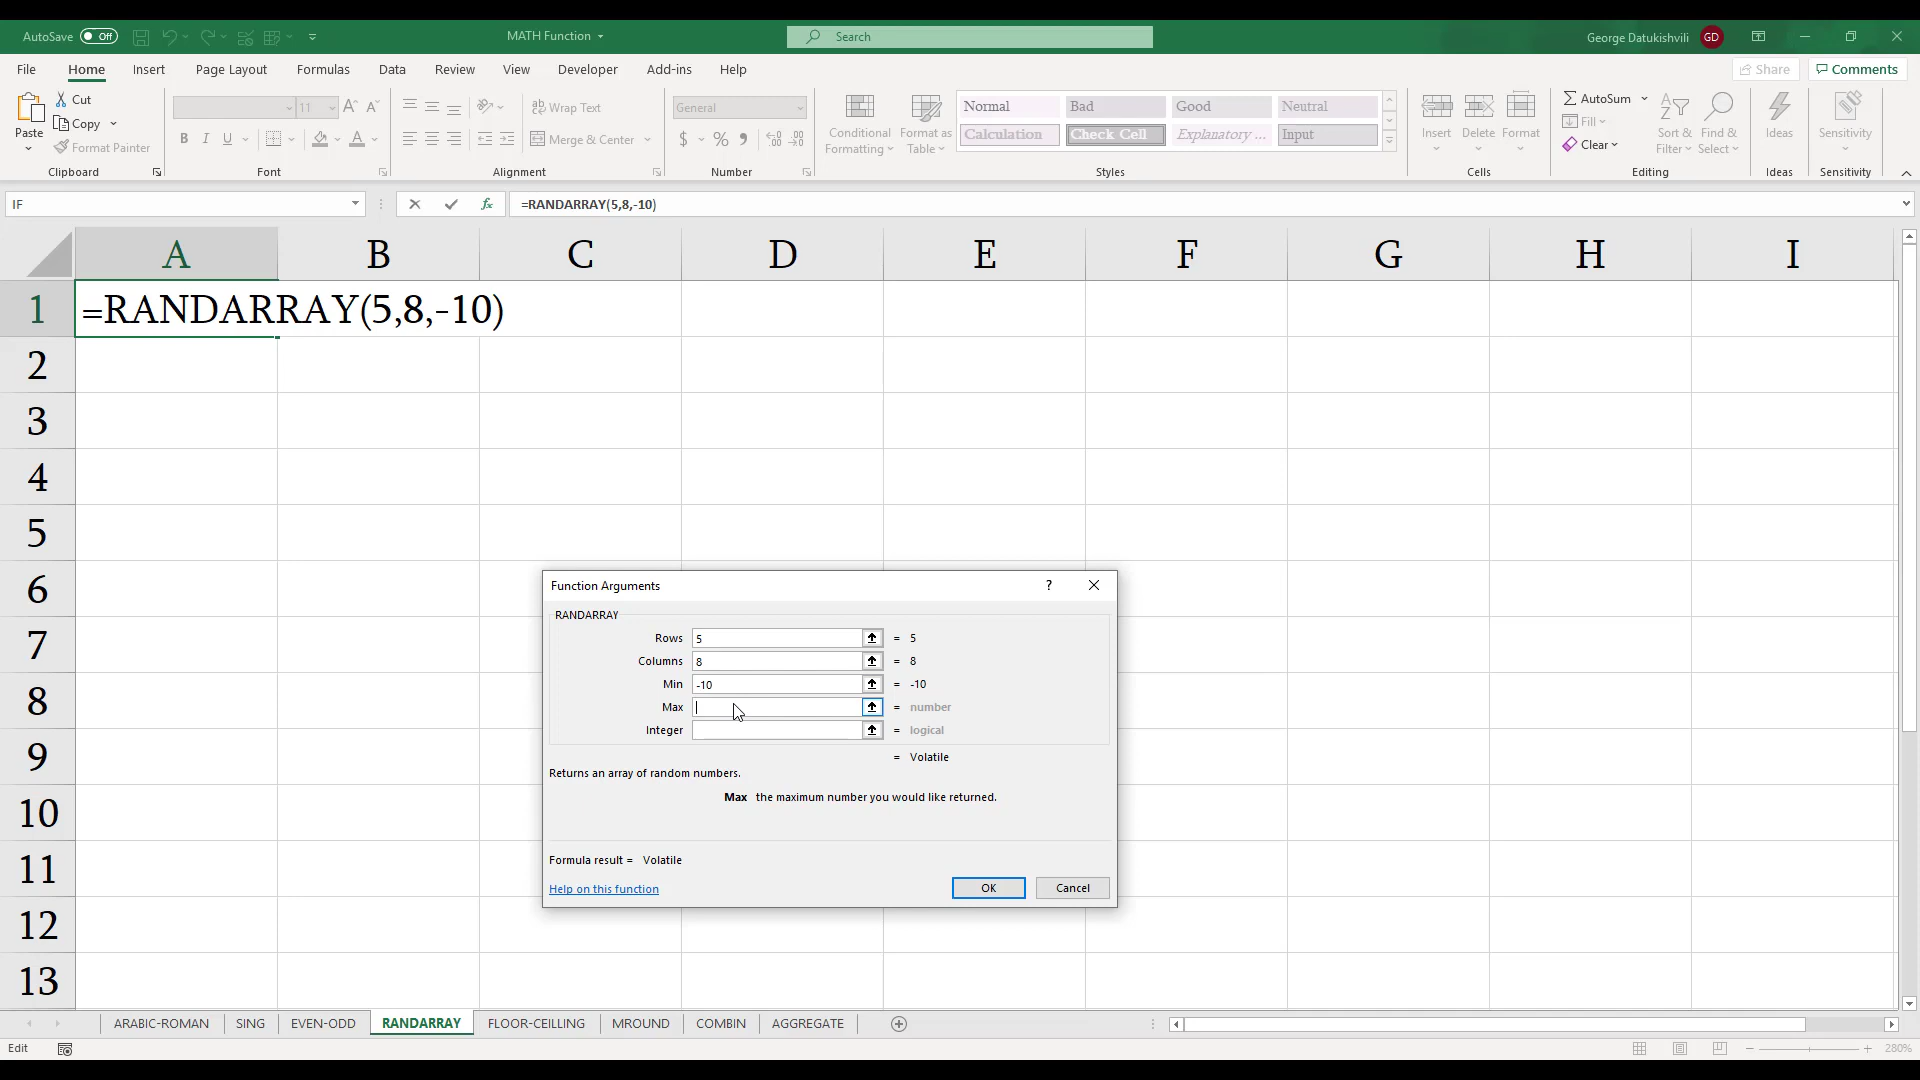 AutoSave Off MATH Function Search George Datukishvili GD
File Home Insert Page Layout Formulas Data Review View Developer Add-ins Help Share Comments
Paste Cut Copy Format Painter Clipboard
11 B I U A A A Font
Wrap Text Merge & Center Alignment
General $ % Number
Conditional Formatting Format as Table
Normal Bad Good Neutral
Calculation Check Cell Explanatory ... Input
Styles
Insert Delete Format Cells
AutoSum Fill Clear Sort & Filter Find & Select Editing
Ideas Ideas
Sensitivity Sensitivity
IF fx =RANDARRAY(5,8,-10)
A B C D E F G H I
1 =RANDARRAY(5,8,-10)
2
3
4
5
6
7
8
9
10
11
12
13
Function Arguments ?
RANDARRAY
Rows 5 = 5
Columns 8 = 8
Min -10 = -10
Max = number
Integer = logical
= Volatile
Returns an array of random numbers.
Max the maximum number you would like returned.
Formula result = Volatile
Help on this function OK Cancel
ARABIC-ROMAN SING EVEN-ODD RANDARRAY FLOOR-CEILLING MROUND COMBIN AGGREGATE
Edit 280%